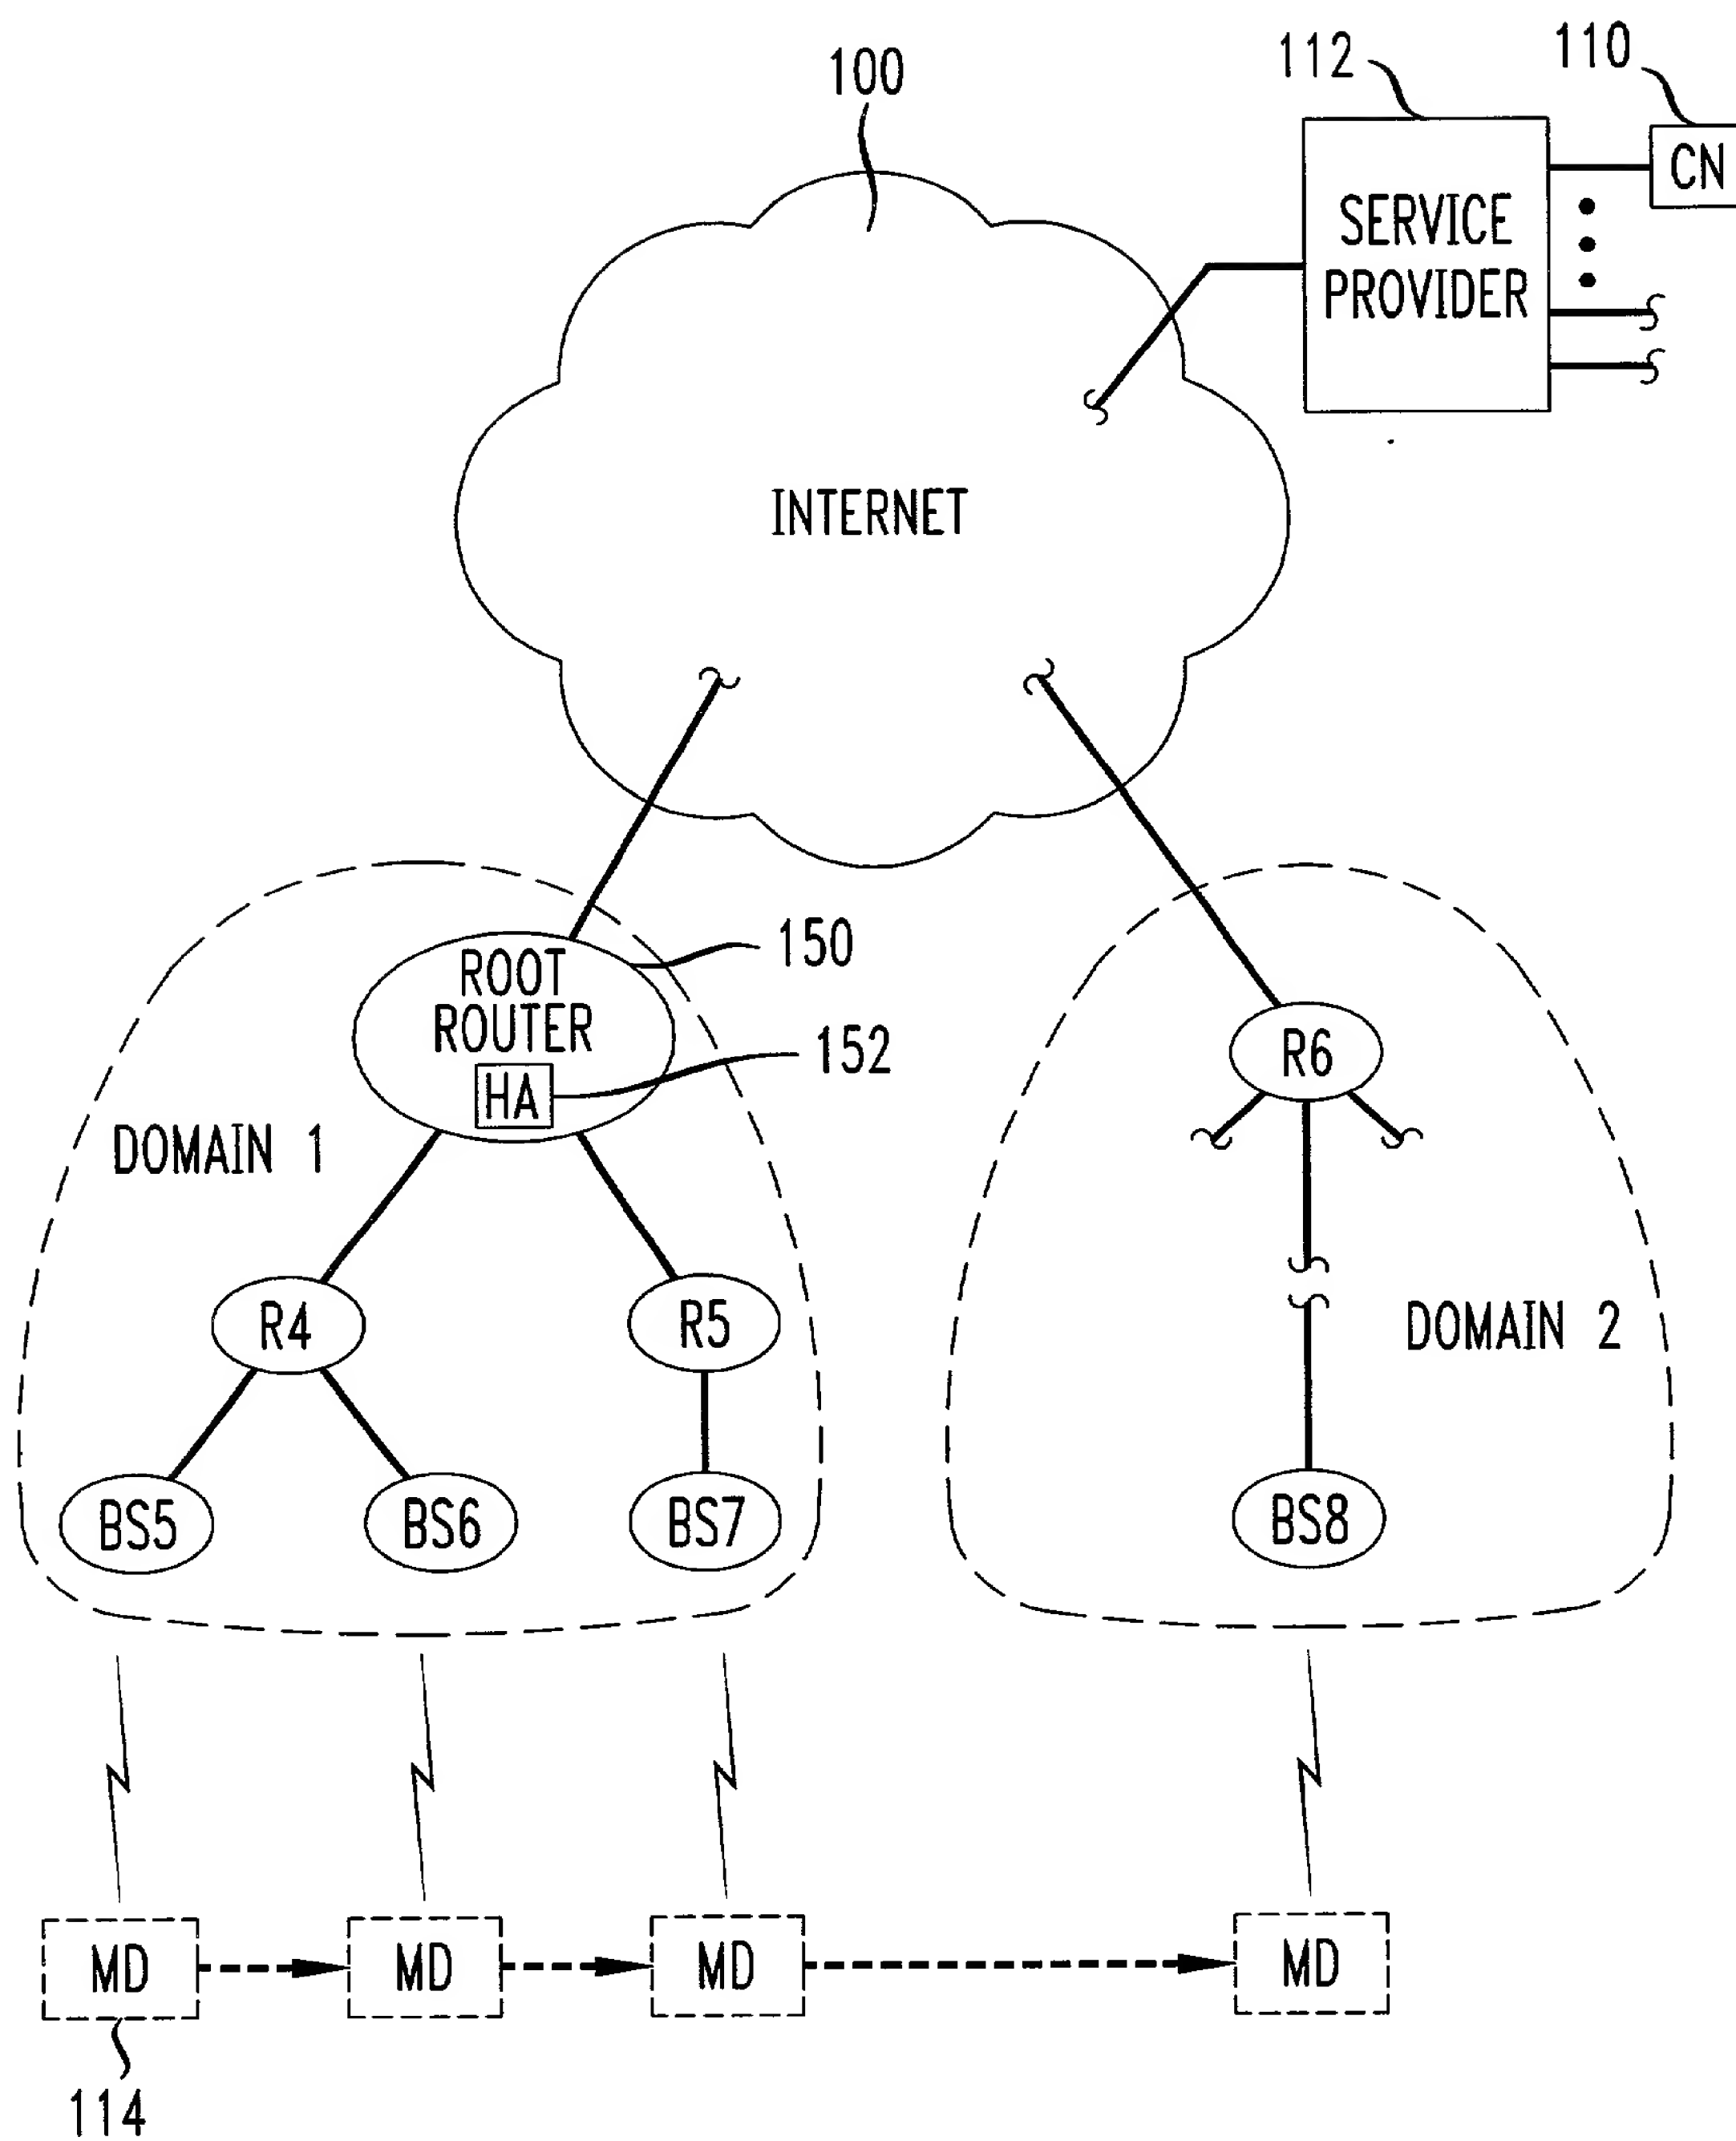 100
112
110
CN
SERVICE
PROVIDER
INTERNET
150
ROOT
ROUTER
152
HA
R6
DOMAIN 1
R4
R5
DOMAIN 2
BS5
BS6
BS7
BS8
MD
MD
MD
MD
114